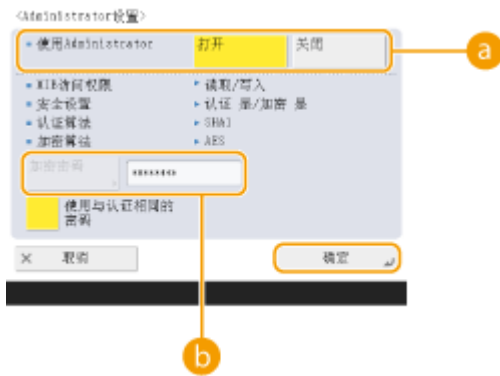 <Administrator设置>
使用Administrator 打开 关闭
a
MIB访问权限 读取/写入
安全设置 认证 是/加密 是
认证算法 SHA1
加密算法 AES
加密密码 ********
使用与认证相同的
密码
× 取消 确定
b